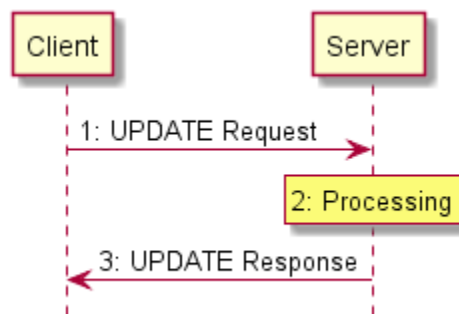 Client
Server
1: UPDATE Request
2: Processing
3: UPDATE Response